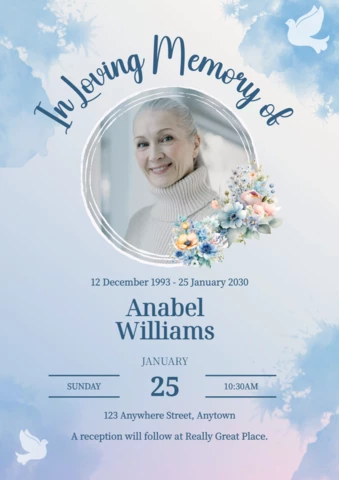 In Loving Memory of
12 December 1993 - 25 January 2030
Anabel
Williams
JANUARY
SUNDAY
25
10:30AM
123 Anywhere Street, Anytown
A reception will follow at Really Great Place.